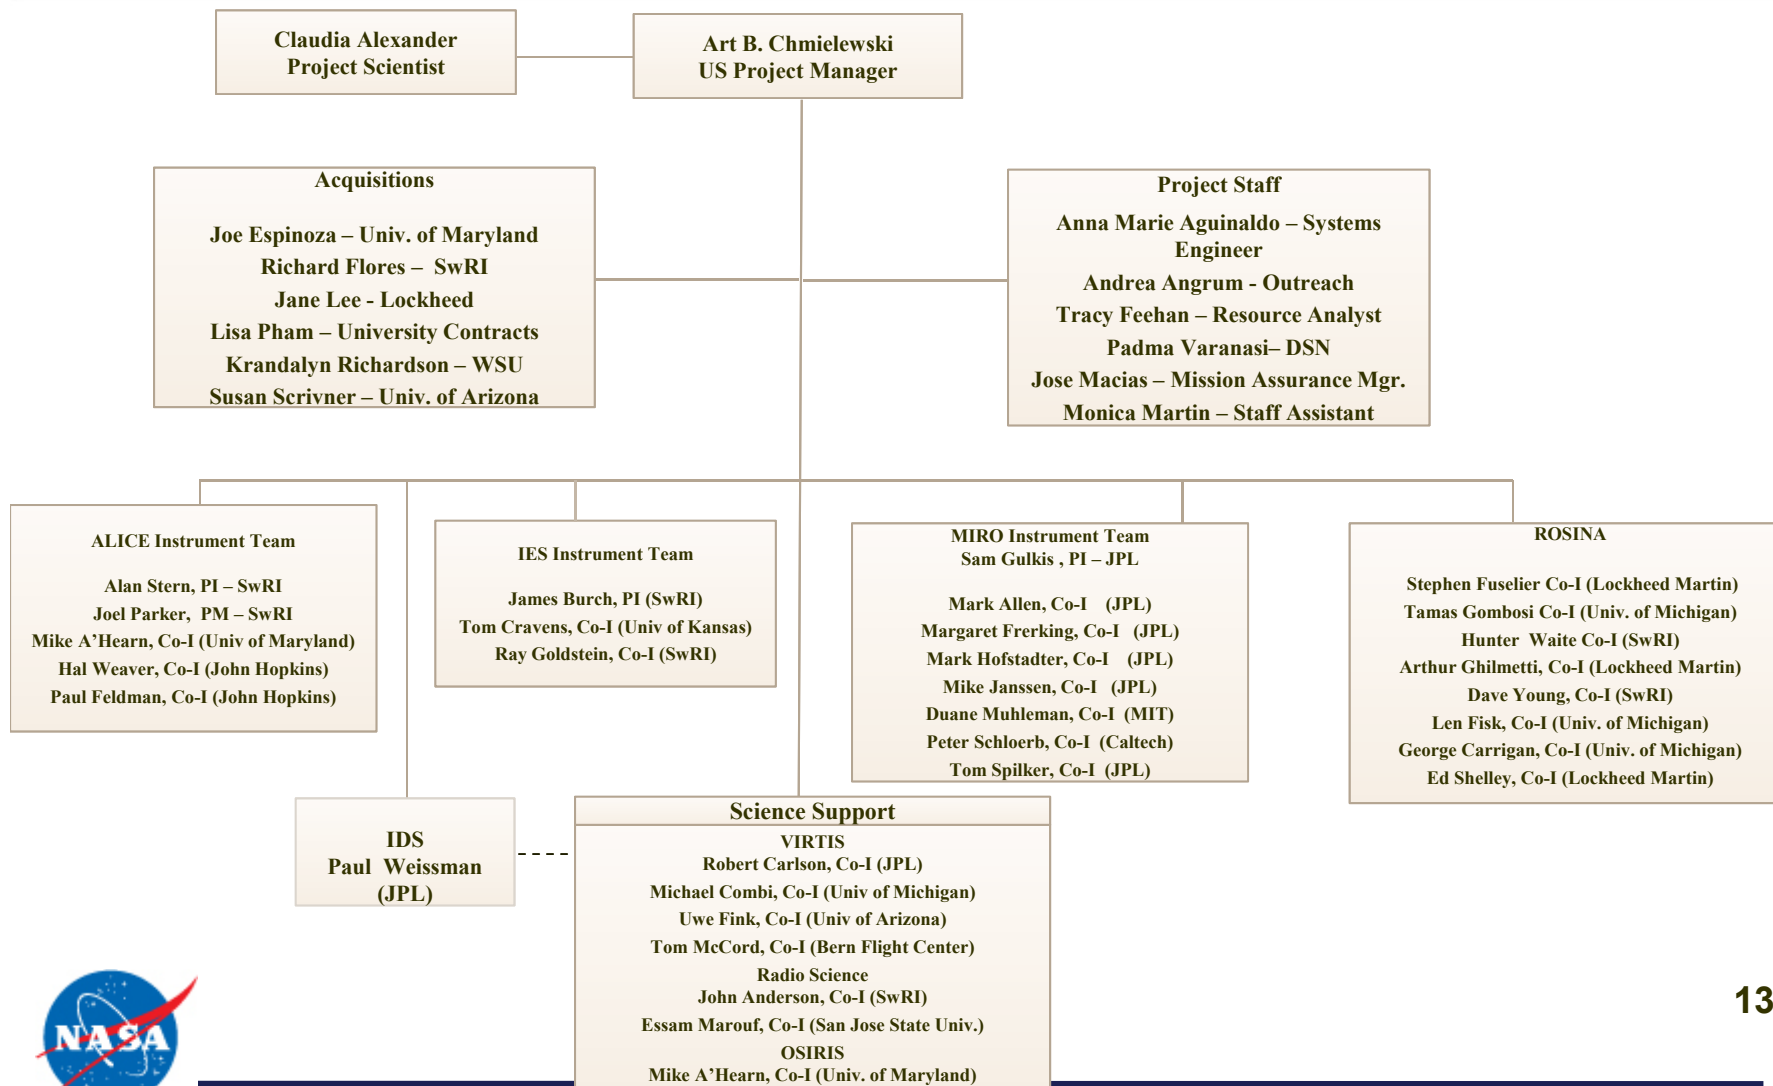 Claudia Alexander
Project Scientist
Art B. Chmielewski
US Project Manager
Acquisitions
Joe Espinoza – Univ. of Maryland
Richard Flores – SwRI
Jane Lee - Lockheed
Lisa Pham – University Contracts
Krandalyn Richardson – WSU
Susan Scrivner – Univ. of Arizona
Project Staff
Anna Marie Aguinaldo – Systems
Engineer
Andrea Angrum - Outreach
Tracy Feehan – Resource Analyst
Padma Varanasi– DSN
Jose Macias – Mission Assurance Mgr.
Monica Martin – Staff Assistant
ALICE Instrument Team
Alan Stern, PI – SwRI
Joel Parker, PM – SwRI
Mike A’Hearn, Co-I (Univ of Maryland)
Hal Weaver, Co-I (John Hopkins)
Paul Feldman, Co-I (John Hopkins)
IES Instrument Team
James Burch, PI (SwRI)
Tom Cravens, Co-I (Univ of Kansas)
Ray Goldstein, Co-I (SwRI)
MIRO Instrument Team
Sam Gulkis , PI – JPL
Mark Allen, Co-I (JPL)
Margaret Frerking, Co-I (JPL)
Mark Hofstadter, Co-I (JPL)
Mike Janssen, Co-I (JPL)
Duane Muhleman, Co-I (MIT)
Peter Schloerb, Co-I (Caltech)
Tom Spilker, Co-I (JPL)
ROSINA
Stephen Fuselier Co-I (Lockheed Martin)
Tamas Gombosi Co-I (Univ. of Michigan)
Hunter Waite Co-I (SwRI)
Arthur Ghilmetti, Co-I (Lockheed Martin)
Dave Young, Co-I (SwRI)
Len Fisk, Co-I (Univ. of Michigan)
George Carrigan, Co-I (Univ. of Michigan)
Ed Shelley, Co-I (Lockheed Martin)
IDS
Paul Weissman
(JPL)
Science Support
VIRTIS
Robert Carlson, Co-I (JPL)
Michael Combi, Co-I (Univ of Michigan)
Uwe Fink, Co-I (Univ of Arizona)
Tom McCord, Co-I (Bern Flight Center)
Radio Science
John Anderson, Co-I (SwRI)
Essam Marouf, Co-I (San Jose State Univ.)
OSIRIS
Mike A’Hearn, Co-I (Univ. of Maryland)
NASA
13